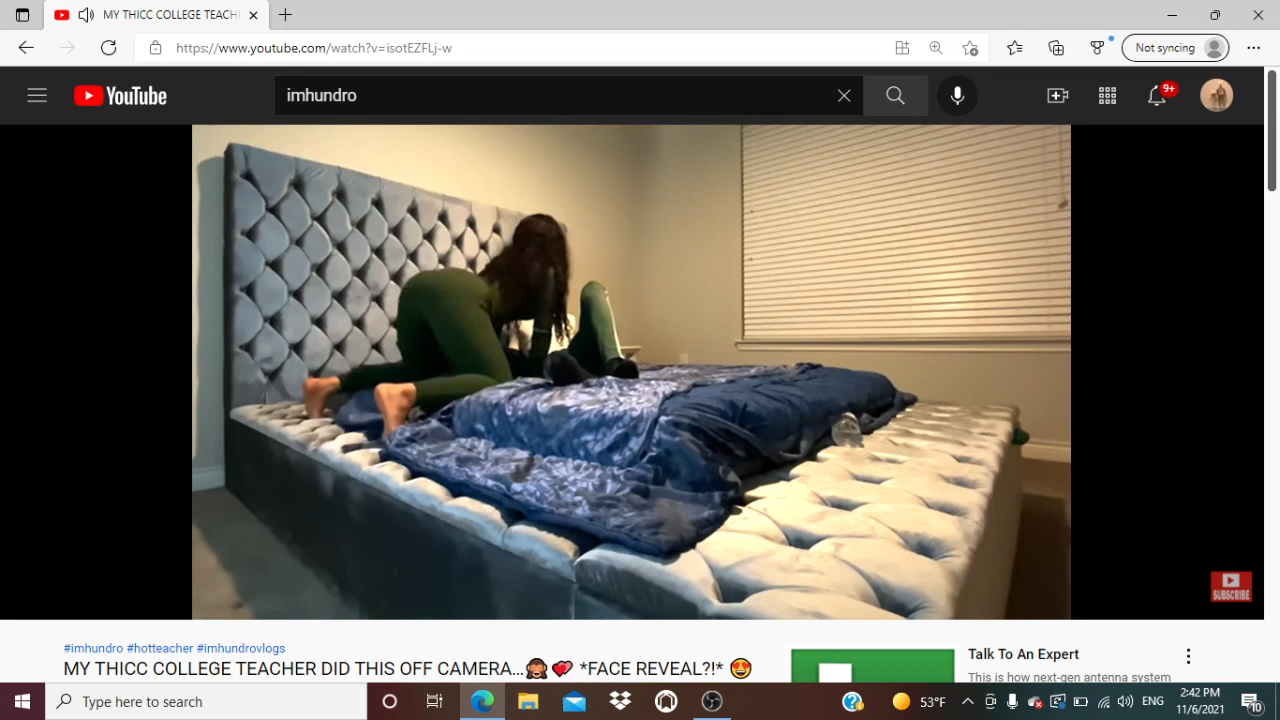 MY THICC COLLEGE TEACH
https://www.youtube.com/watch?v=isotEZFLj-w
Not syncing
YouTube
imhundro
9+
SUBSCRIBE
#imhundro #hotteacher #imhundrovlogs
MY THICC COLLEGE TEACHER DID THIS OFF CAMERA...🙈💕 *FACE REVEAL?!* 😍
Talk To An Expert
This is how next-gen antenna system
Type here to search
53°F
ENG
2:42 PM
11/6/2021
10